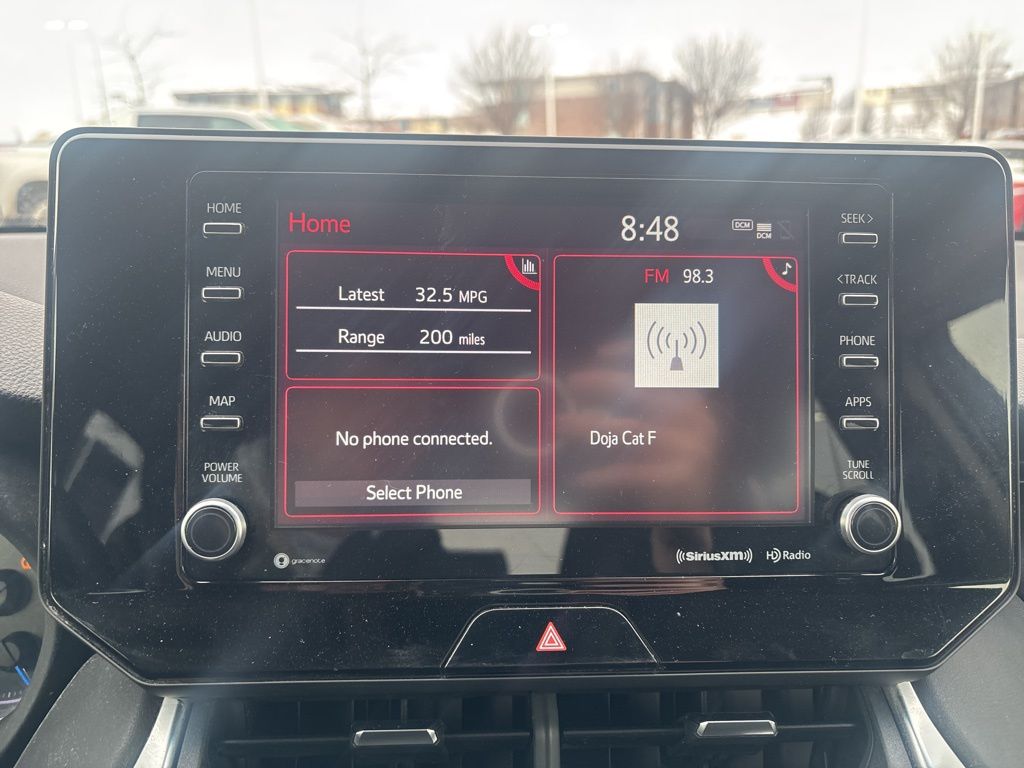 HOME
MENU
AUDIO
MAP
POWER
VOLUME
Home
8:48
DCM
DCM
Latest 32.5 MPG
Range 200 miles
No phone connected.
Select Phone
FM 98.3
Doja Cat F
SEEK >
< TRACK
PHONE
APPS
TUNE
SCROLL
gracenote
SiriusXM
HD Radio